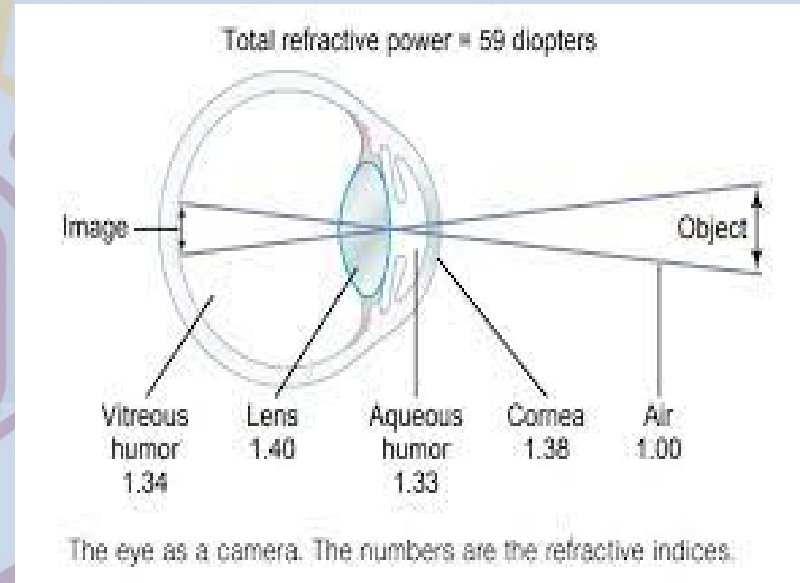 Total refractive power = 59 diopters
Image
Object
Vitreous
humor
1.34
Lens
1.40
Aqueous
humor
1.33
Cornea
1.38
Air
1.00
The eye as a camera. The numbers are the refractive indices.